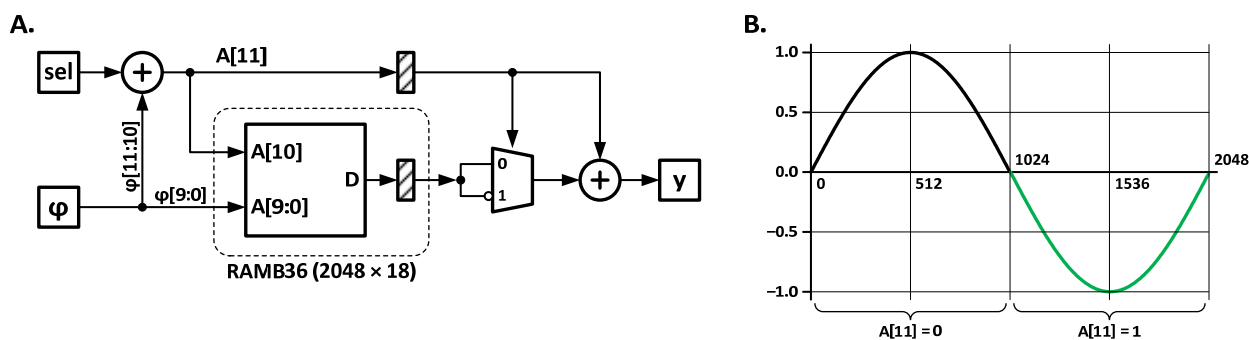 A.
sel
+
A[11]
φ[11:10]
φ
φ[9:0]
A[10]
A[9:0]
D
RAMB36 (2048 × 18)
0
1
+
y
B.
1.0
0.5
0.0
−0.5
−1.0
0
512
1024
1536
2048
A[11] = 0
A[11] = 1